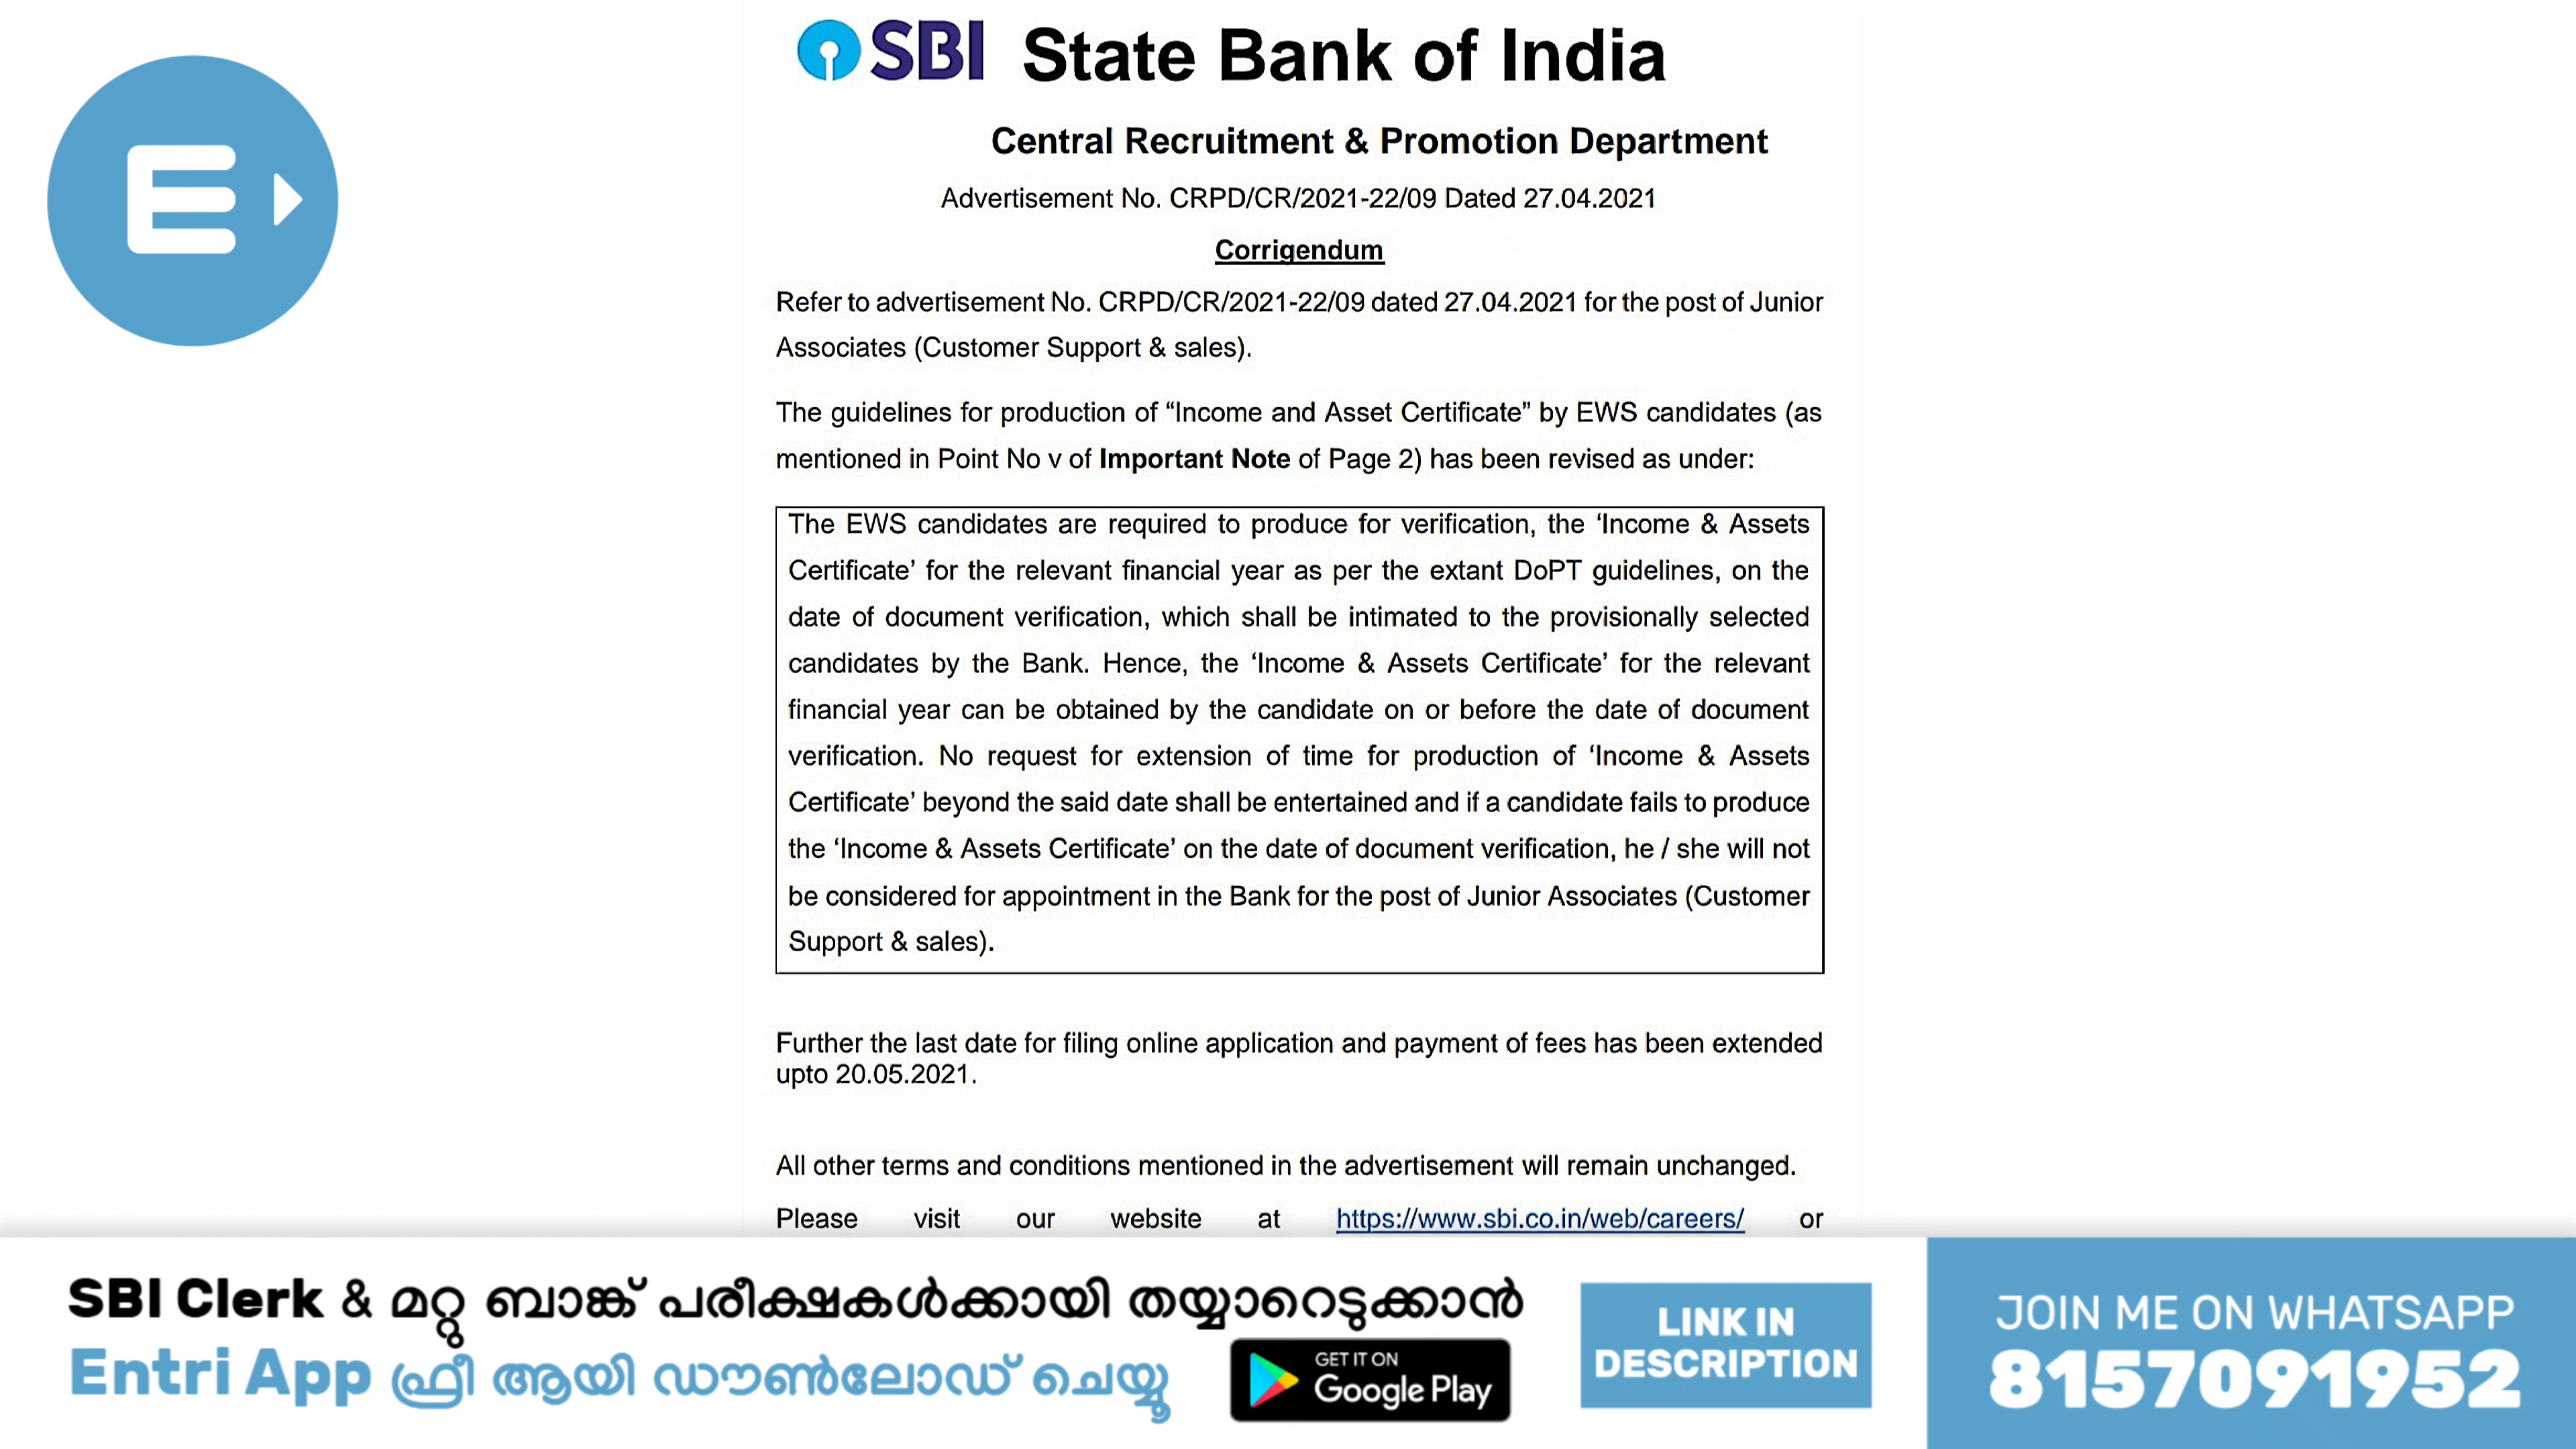 SBI State Bank of India
Central Recruitment & Promotion Department
Advertisement No. CRPD/CR/2021-22/09 Dated 27.04.2021
Corrigendum
Refer to advertisement No. CRPD/CR/2021-22/09 dated 27.04.2021 for the post of Junior
Associates (Customer Support & sales).
The guidelines for production of “Income and Asset Certificate” by EWS candidates (as
mentioned in Point No v of Important Note of Page 2) has been revised as under:
The EWS candidates are required to produce for verification, the ‘Income & Assets
Certificate’ for the relevant financial year as per the extant DoPT guidelines, on the
date of document verification, which shall be intimated to the provisionally selected
candidates by the Bank. Hence, the ‘Income & Assets Certificate’ for the relevant
financial year can be obtained by the candidate on or before the date of document
verification. No request for extension of time for production of ‘Income & Assets
Certificate’ beyond the said date shall be entertained and if a candidate fails to produce
the ‘Income & Assets Certificate’ on the date of document verification, he / she will not
be considered for appointment in the Bank for the post of Junior Associates (Customer
Support & sales).
Further the last date for filing online application and payment of fees has been extended
upto 20.05.2021.
All other terms and conditions mentioned in the advertisement will remain unchanged.
Please visit our website at https://www.sbi.co.in/web/careers/ or
SBI Clerk & മറ്റു ബാങ്ക് പരീക്ഷകൾക്കായി തയ്യാറെടുക്കാൻ
Entri App ഫ്രീ ആയി ഡൗൺലോഡ് ചെയ്യൂ
GET IT ON
Google Play
LINK IN
DESCRIPTION
JOIN ME ON WHATSAPP
8157091952